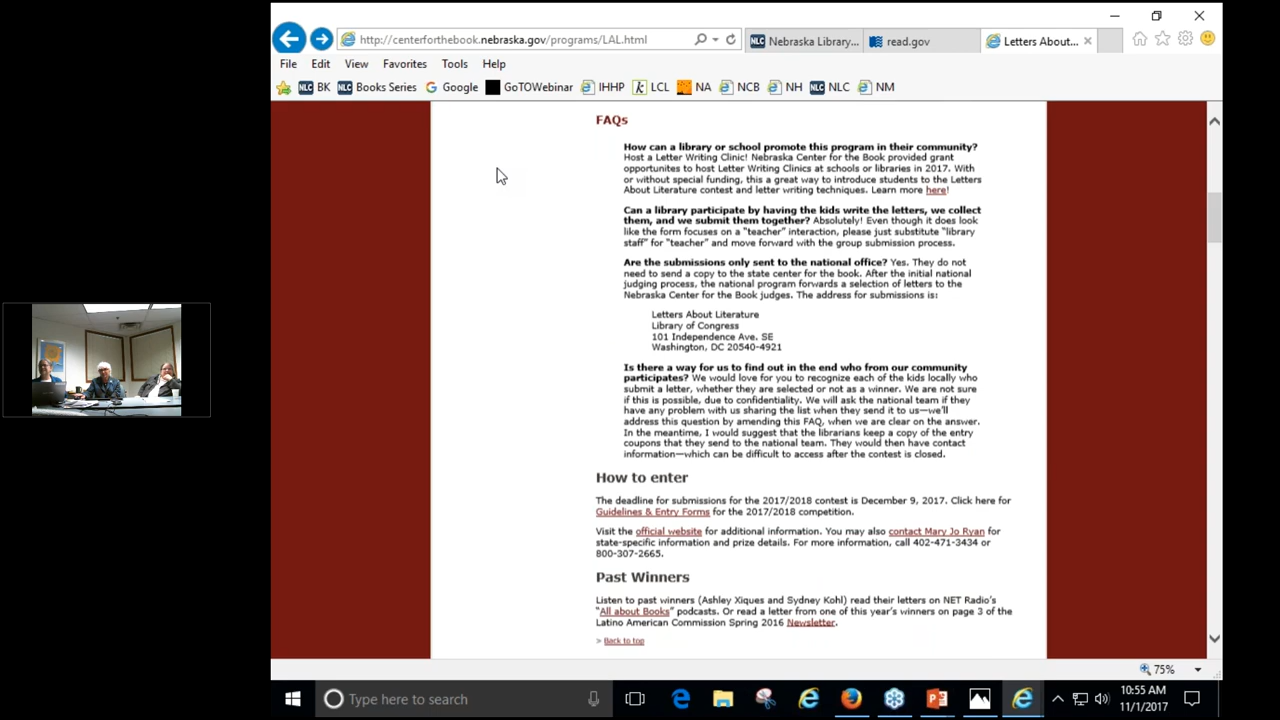 http://centerforthebook.nebraska.gov/programs/LAL.html
Nebraska Library...
read.gov
Letters About...
File Edit View Favorites Tools Help
NLC BK NLC Books Series G Google GoTOWebinar IHHP k LCL NA NCB NH NLC NLC NM
FAQs
How can a library or school promote this program in their community?
Host a Letter Writing Clinic! Nebraska Center for the Book provided grant
opportunites to host Letter Writing Clinics at schools or libraries in 2017. With
or without special funding, this a great way to introduce students to the Letters
About Literature contest and letter writing techniques. Learn more here!
Can a library participate by having the kids write the letters, we collect
them, and we submit them together? Absolutely! Even though it does look
like the form focuses on a "teacher" interaction, please just substitute "library
staff" for "teacher" and move forward with the group submission process.
Are the submissions only sent to the national office? Yes. They do not
need to send a copy to the state center for the book. After the initial national
judging process, the national program forwards a selection of letters to the
Nebraska Center for the Book judges. The address for submissions is:
Letters About Literature
Library of Congress
101 Independence Ave. SE
Washington, DC 20540-4921
Is there a way for us to find out in the end who from our community
participates? We would love for you to recognize each of the kids locally who
submit a letter, whether they are selected or not as a winner. We are not sure
if this is possible, due to confidentiality. We will ask the national team if they
have any problem with us sharing the list when they send it to us—we'll
address this question by amending this FAQ, when we are clear on the answer.
In the meantime, I would suggest that the librarians keep a copy of the entry
coupons that they send to the national team. They would then have contact
information—which can be difficult to access after the contest is closed.
How to enter
The deadline for submissions for the 2017/2018 contest is December 9, 2017. Click here for
Guidelines & Entry Forms for the 2017/2018 competition.
Visit the official website for additional information. You may also contact Mary Jo Ryan for
state-specific information and prize details. For more information, call 402-471-3434 or
800-307-2665.
Past Winners
Listen to past winners (Ashley Xiques and Sydney Kohl) read their letters on NET Radio's
"All about Books" podcasts. Or read a letter from one of this year's winners on page 3 of the
Latino American Commission Spring 2016 Newsletter.
> Back to top
75%
Type here to search
10:55 AM
11/1/2017